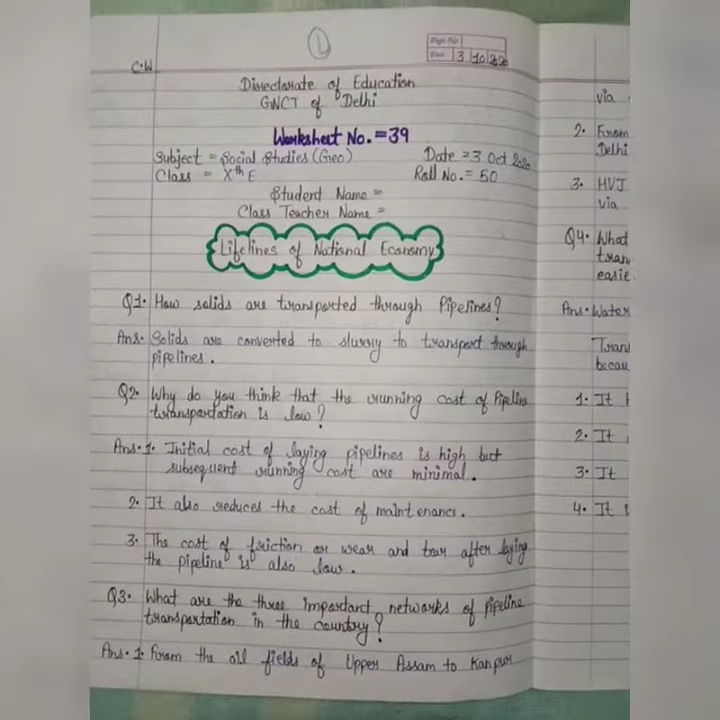 1
Page No
Date 3 10 20
C.W
Directorate of Education
GNCT of Delhi
Worksheet No. = 39
Subject = Social Studies (Geo)
Date = 3 Oct 2020
Class = Xth E
Roll No. = 50
Student Name =
Class Teacher Name =
Lifelines of National Economy
Q1. How solids are transported through Pipelines?
Ans. Solids are converted to slurry to transport through
pipelines.
Q2. Why do you think that the running cost of Pipeline
transportation is low?
Ans. 1. Initial cost of laying pipelines is high but
subsequent running cost are minimal.
2. It also reduces the cost of maintenance.
3. The cost of friction or wear and tear after laying
the pipeline is also low.
Q3. What are the three important networks of pipeline
transportation in the country?
Ans. 1. From the oil fields of Upper Assam to Kanpur
via
2. From
Delhi
3. HVJ
via
Q4. What
tran
easie
Ans. Water
Trans
becau
1. It
2. It
3. It
4. It